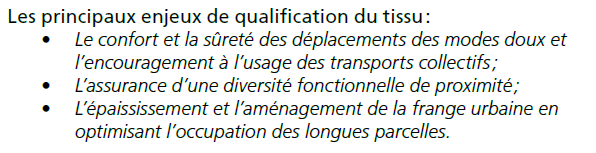 Les principaux enjeux de qualification du tissu :
• Le confort et la sûreté des déplacements des modes doux et
l'encouragement à l'usage des transports collectifs ;
• L'assurance d'une diversité fonctionnelle de proximité ;
• L'épaississement et l'aménagement de la frange urbaine en
optimisant l'occupation des longues parcelles.